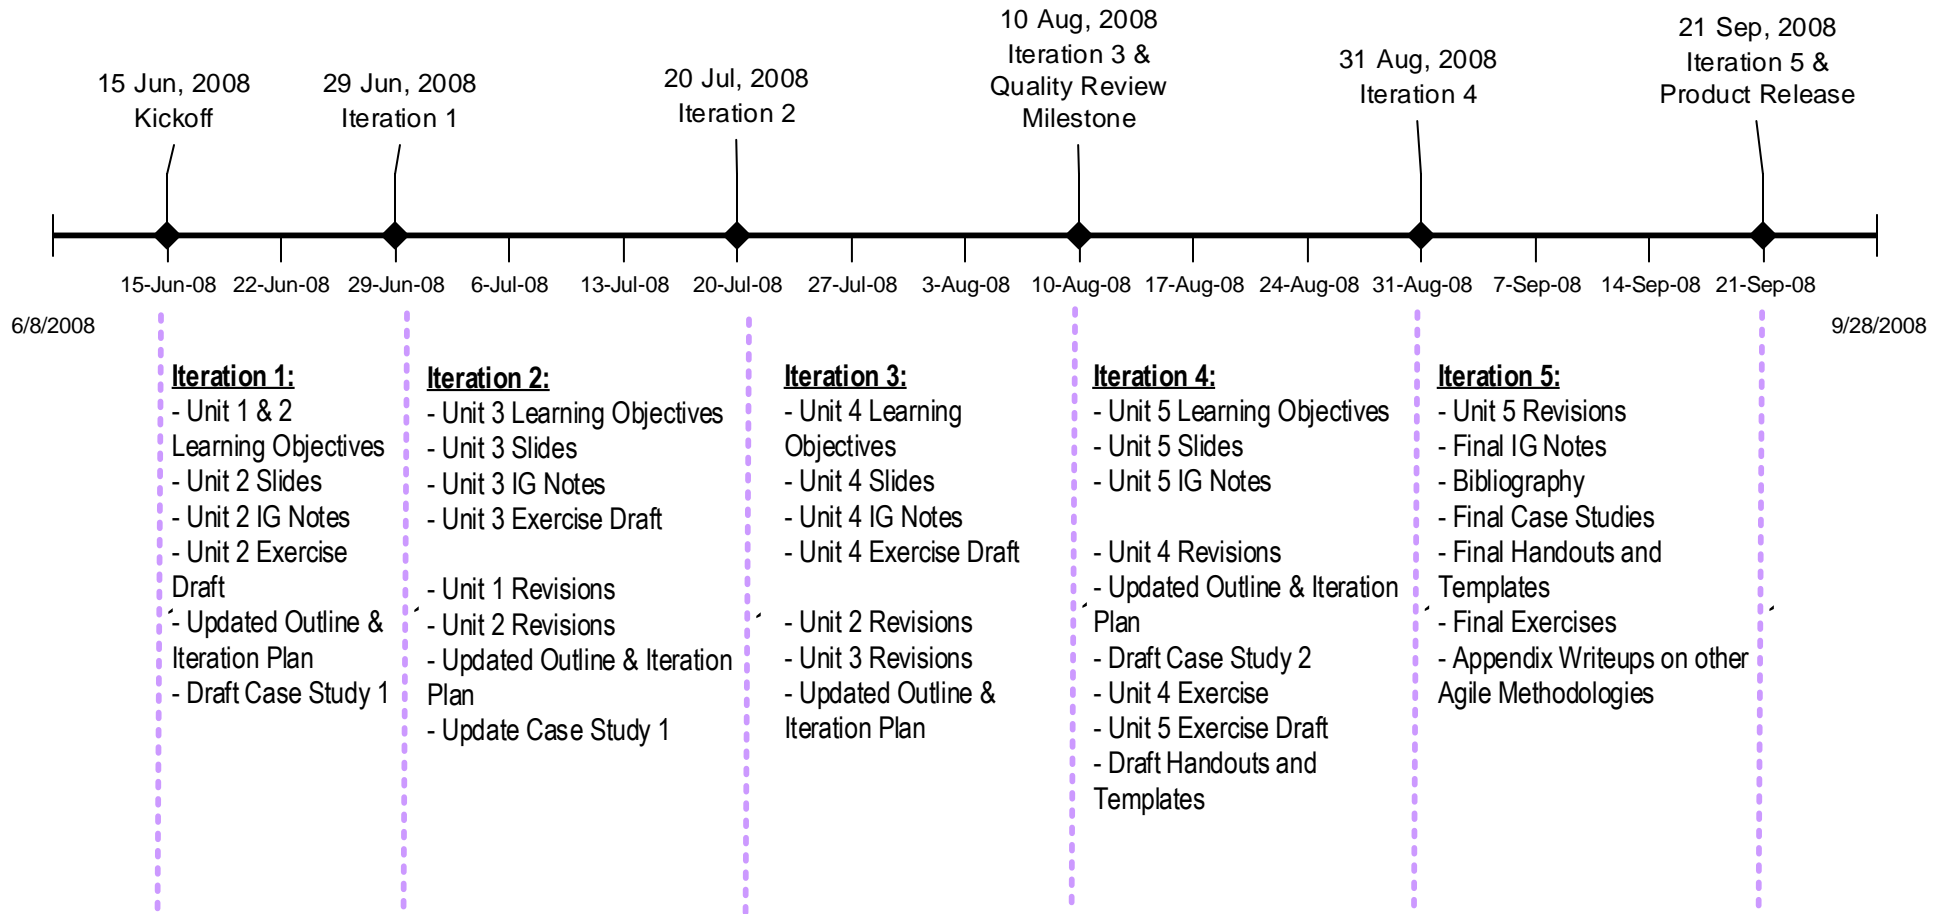 15 Jun, 2008
Kickoff
29 Jun, 2008
Iteration 1
20 Jul, 2008
Iteration 2
10 Aug, 2008
Iteration 3 &
Quality Review
Milestone
31 Aug, 2008
Iteration 4
21 Sep, 2008
Iteration 5 &
Product Release
15-Jun-08 22-Jun-08 29-Jun-08 6-Jul-08 13-Jul-08 20-Jul-08 27-Jul-08 3-Aug-08 10-Aug-08 17-Aug-08 24-Aug-08 31-Aug-08 7-Sep-08 14-Sep-08 21-Sep-08
6/8/2008
9/28/2008
Iteration 1:
- Unit 1 & 2
Learning Objectives
- Unit 2 Slides
- Unit 2 IG Notes
- Unit 2 Exercise
Draft
- Updated Outline &
Iteration Plan
- Draft Case Study 1
Iteration 2:
- Unit 3 Learning Objectives
- Unit 3 Slides
- Unit 3 IG Notes
- Unit 3 Exercise Draft
- Unit 1 Revisions
- Unit 2 Revisions
- Updated Outline & Iteration
Plan
- Update Case Study 1
Iteration 3:
- Unit 4 Learning
Objectives
- Unit 4 Slides
- Unit 4 IG Notes
- Unit 4 Exercise Draft
- Unit 2 Revisions
- Unit 3 Revisions
- Updated Outline &
Iteration Plan
Iteration 4:
- Unit 5 Learning Objectives
- Unit 5 Slides
- Unit 5 IG Notes
- Unit 4 Revisions
- Updated Outline & Iteration
Plan
- Draft Case Study 2
- Unit 4 Exercise
- Unit 5 Exercise Draft
- Draft Handouts and
Templates
Iteration 5:
- Unit 5 Revisions
- Final IG Notes
- Bibliography
- Final Case Studies
- Final Handouts and
Templates
- Final Exercises
- Appendix Writeups on other
Agile Methodologies